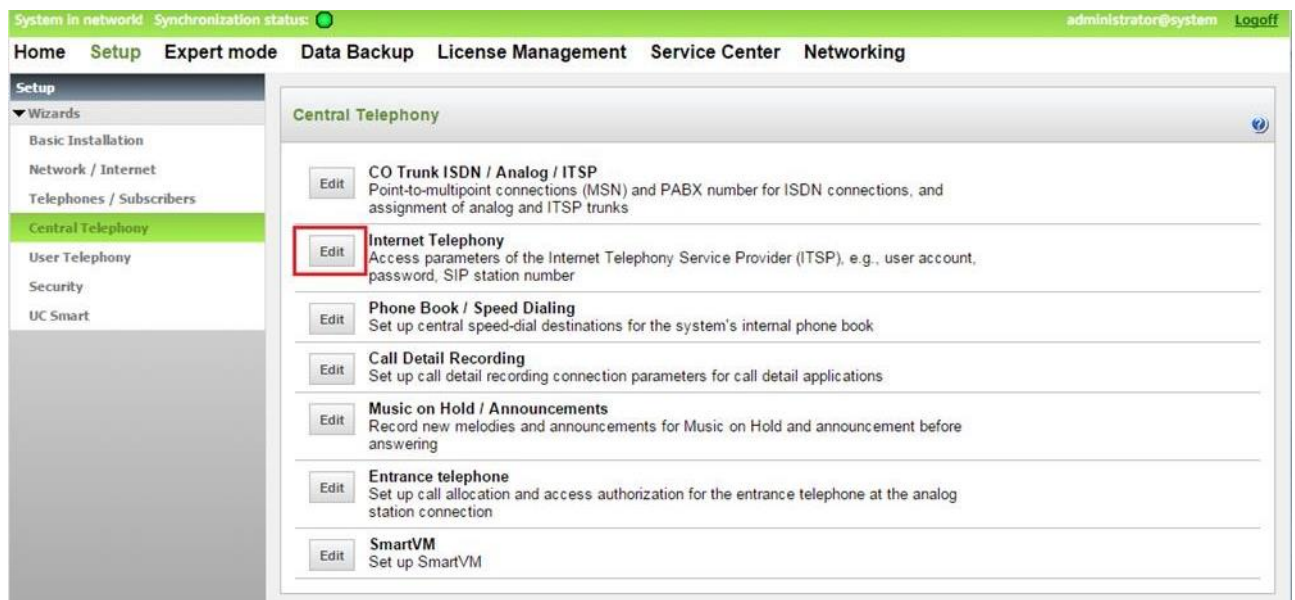 System in networkl Synchronization status:
administrator@system Logoff
Home Setup Expert mode Data Backup License Management Service Center Networking
Setup
Wizards
Basic Installation
Network / Internet
Telephones / Subscribers
Central Telephony
User Telephony
Security
UC Smart
Central Telephony
Edit
CO Trunk ISDN / Analog / ITSP
Point-to-multipoint connections (MSN) and PABX number for ISDN connections, and
assignment of analog and ITSP trunks
Edit
Internet Telephony
Access parameters of the Internet Telephony Service Provider (ITSP), e.g., user account,
password, SIP station number
Edit
Phone Book / Speed Dialing
Set up central speed-dial destinations for the system's internal phone book
Edit
Call Detail Recording
Set up call detail recording connection parameters for call detail applications
Edit
Music on Hold / Announcements
Record new melodies and announcements for Music on Hold and announcement before
answering
Edit
Entrance telephone
Set up call allocation and access authorization for the entrance telephone at the analog
station connection
Edit
SmartVM
Set up SmartVM